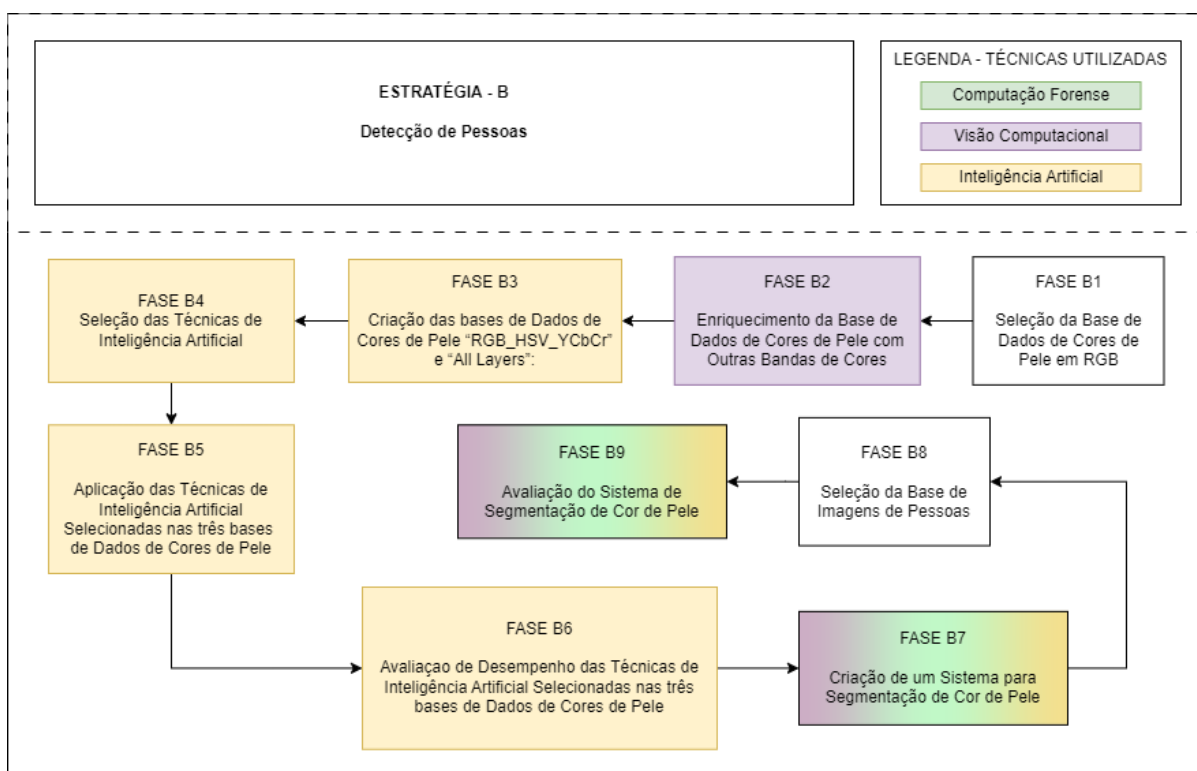 ESTRATÉGIA - B
Detecção de Pessoas
LEGENDA - TÉCNICAS UTILIZADAS
Computação Forense
Visão Computacional
Inteligência Artificial
FASE B1
Seleção da Base de
Dados de Cores de
Pele em RGB
FASE B2
Enriquecimento da Base de
Dados de Cores de Pele com
Outras Bandas de Cores
FASE B3
Criação das bases de Dados de
Cores de Pele “RGB_HSV_YCbCr”
e “All Layers”:
FASE B4
Seleção das Técnicas de
Inteligência Artificial
FASE B5
Aplicação das Técnicas de
Inteligência Artificial
Selecionadas nas três bases
de Dados de Cores de Pele
FASE B6
Avaliaçao de Desempenho das Técnicas de
Inteligência Artificial Selecionadas nas três
bases de Dados de Cores de Pele
FASE B7
Criação de um Sistema para
Segmentação de Cor de Pele
FASE B8
Seleção da Base de
Imagens de Pessoas
FASE B9
Avaliação do Sistema de
Segmentação de Cor de Pele